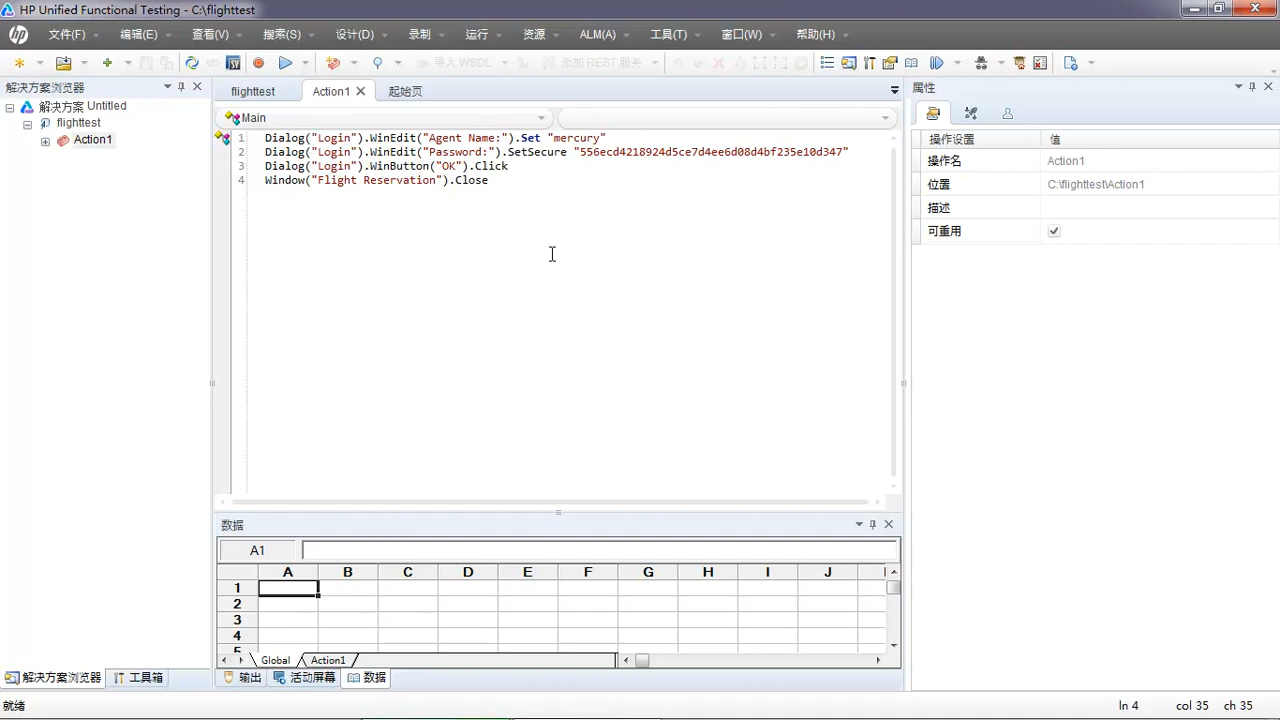 HP Unified Functional Testing - C:\flighttest
文件(F) 编辑(E) 查看(V) 搜索(S) 设计(D) 录制 运行 资源 ALM(A) 工具(T) 窗口(W) 帮助(H)
导入 WSDL 添加 REST 服务
解决方案浏览器
解决方案 Untitled
flighttest
Action1
flighttest Action1 起始页
Main
1 Dialog("Login").WinEdit("Agent Name:").Set "mercury"
2 Dialog("Login").WinEdit("Password:").SetSecure "556ecd4218924d5ce7d4ee6d08d4bf235e10d347"
3 Dialog("Login").WinButton("OK").Click
4 Window("Flight Reservation").Close
属性
操作设置 值
操作名 Action1
位置 C:\flighttest\Action1
描述
可重用
数据
A1
A B C D E F G H I J
1
2
3
4
5
Global Action1
解决方案浏览器 工具箱 输出 活动屏幕 数据
就绪 ln 4 col 35 ch 35